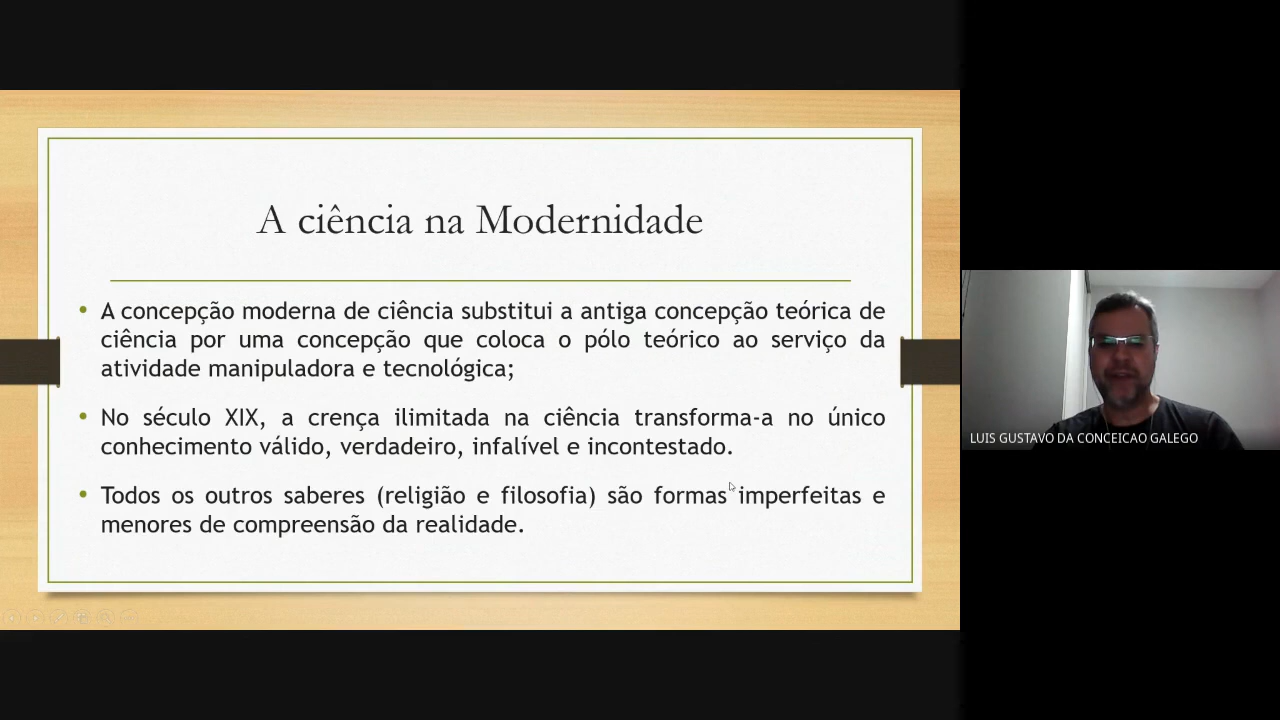 A ciência na Modernidade
• A concepção moderna de ciência substitui a antiga concepção teórica de
ciência por uma concepção que coloca o pólo teórico ao serviço da
atividade manipuladora e tecnológica;
• No século XIX, a crença ilimitada na ciência transforma-a no único
conhecimento válido, verdadeiro, infalível e incontestado.
• Todos os outros saberes (religião e filosofia) são formas imperfeitas e
menores de compreensão da realidade.
LUIS GUSTAVO DA CONCEICAO GALEGO